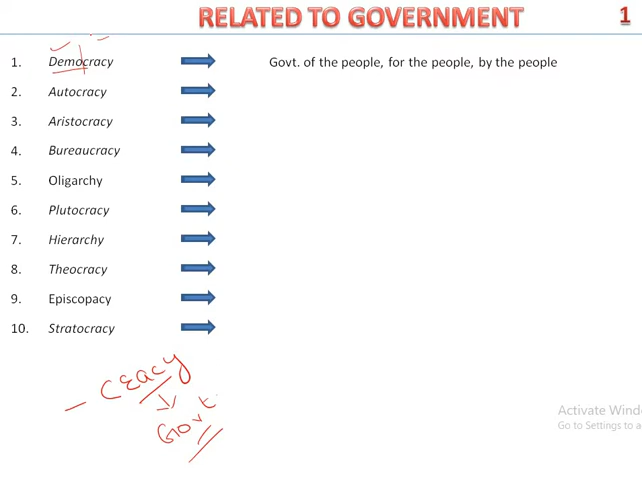 RELATED TO GOVERNMENT 1
1. Democracy Govt. of the people, for the people, by the people
2. Autocracy
3. Aristocracy
4. Bureaucracy
5. Oligarchy
6. Plutocracy
7. Hierarchy
8. Theocracy
9. Episcopacy
10. Stratocracy
- cracy
Govt
Activate Windo
Go to Settings to a